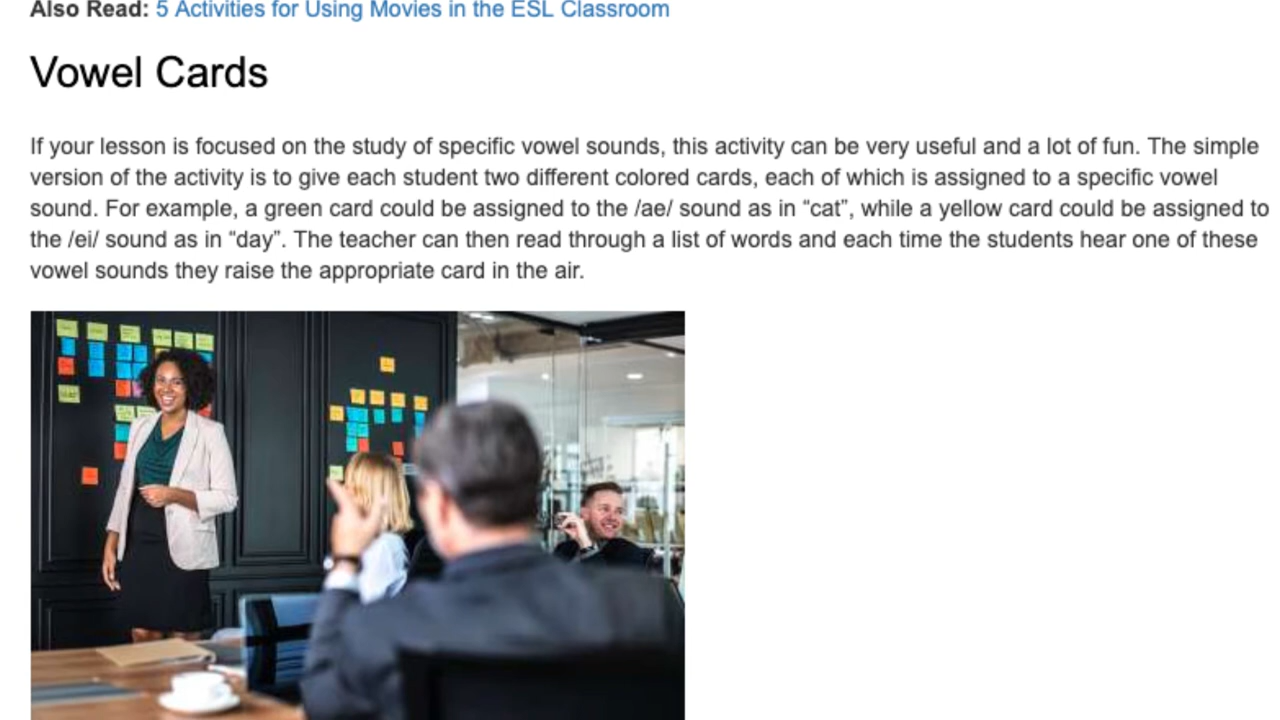 Also Read: 5 Activities for Using Movies in the ESL Classroom
Vowel Cards
If your lesson is focused on the study of specific vowel sounds, this activity can be very useful and a lot of fun. The simple
version of the activity is to give each student two different colored cards, each of which is assigned to a specific vowel
sound. For example, a green card could be assigned to the /ae/ sound as in “cat”, while a yellow card could be assigned to
the /ei/ sound as in “day”. The teacher can then read through a list of words and each time the students hear one of these
vowel sounds they raise the appropriate card in the air.